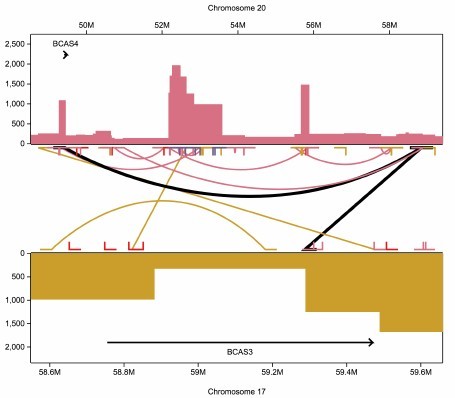 Chromosome 20
50M 52M 54M 56M 58M
BCAS4
2,500
2,000
1,500
1,000
500
0
0
500
1,000
1,500
2,000
BCAS3
58.6M 58.8M 59M 59.2M 59.4M 59.6M
Chromosome 17